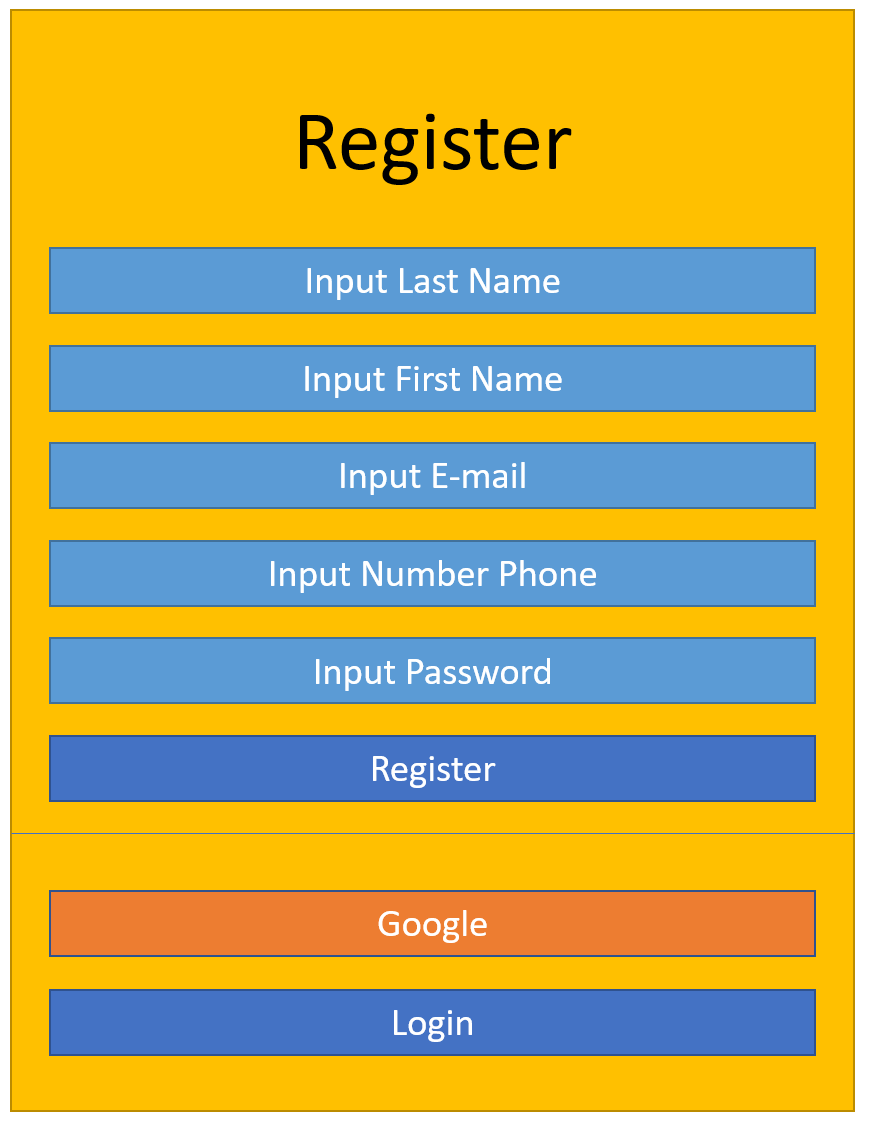 Register
Input Last Name
Input First Name
Input E-mail
Input Number Phone
Input Password
Register
Google
Login